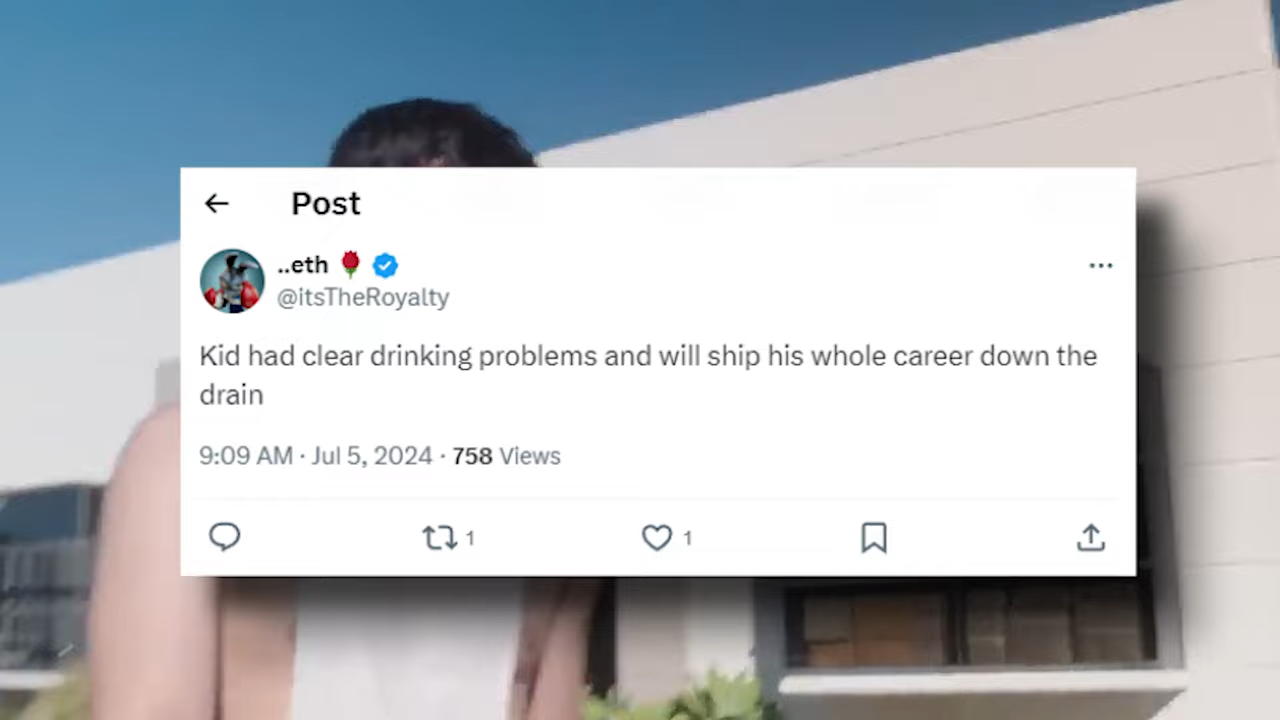 Post
..eth 🌹
@itsTheRoyalty
Kid had clear drinking problems and will ship his whole career down the
drain
9:09 AM · Jul 5, 2024 · 758 Views
1
1